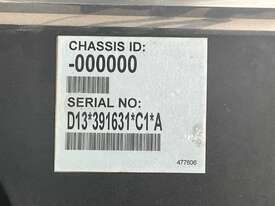 CHASSIS ID:
-000000
SERIAL NO:
D13*391631*C1*A
477606